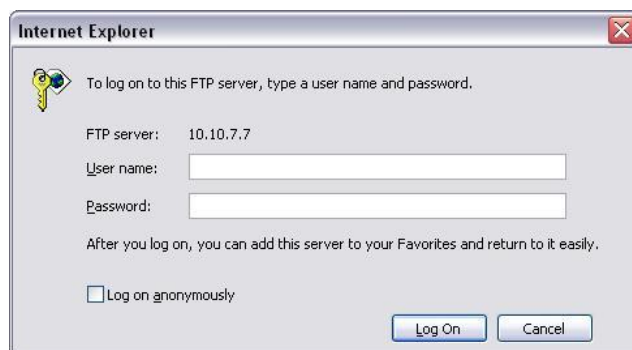 Internet Explorer
To log on to this FTP server, type a user name and password.
FTP server: 10.10.7.7
User name:
Password:
After you log on, you can add this server to your Favorites and return to it easily.
Log on anonymously
Log On Cancel